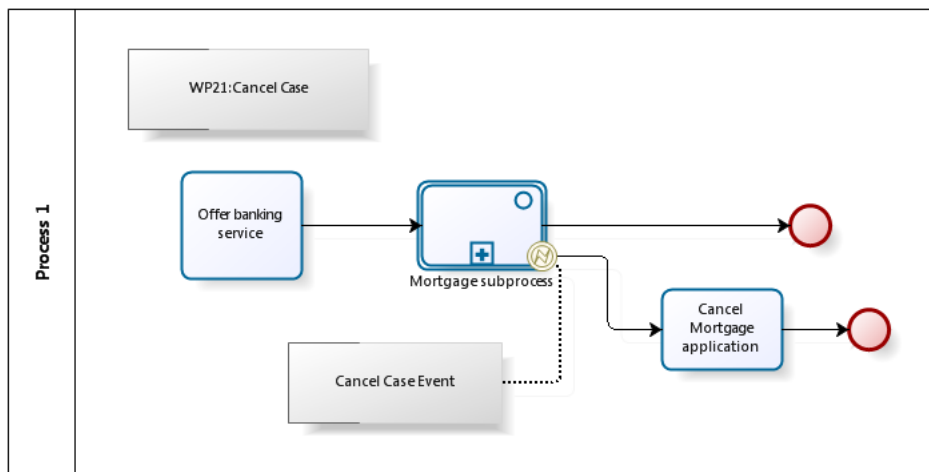 Process 1
WP21:Cancel Case
Offer banking
service
Mortgage subprocess
Cancel
Mortgage
application
Cancel Case Event